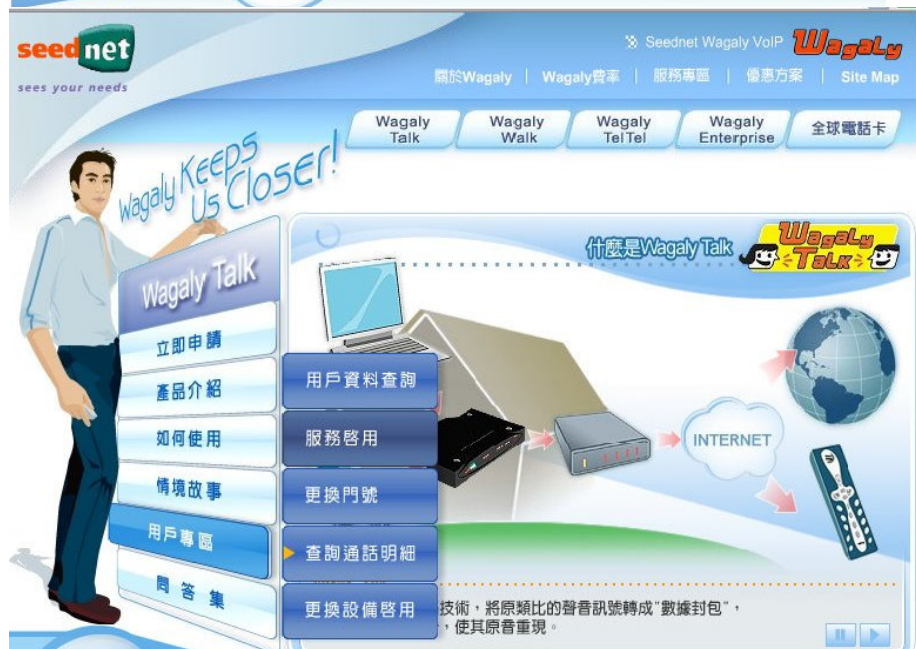 seednet
sees your needs
Seednet Wagaly VoIP Wagaly
關於Wagaly | Wagaly費率 | 服務專區 | 優惠方案 | Site Map
Wagaly Talk
Wagaly Walk
Wagaly TelTel
Wagaly Enterprise
全球電話卡
Wagaly Keeps
Us Closer!
什麼是Wagaly Talk
Wagaly
Talk
Wagaly Talk
立即申請
產品介紹
如何使用
情境故事
用戶專區
問答集
用戶資料查詢
服務啓用
更換門號
查詢通話明細
更換設備啓用
INTERNET
技術，將原類比的聲音訊號轉成"數據封包"，
，使其原音重現。